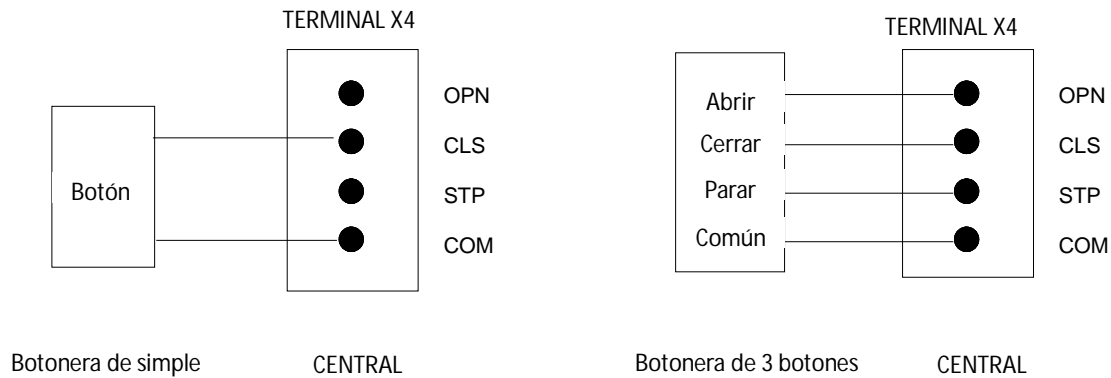 TERMINAL X4
OPN
CLS
Botón
STP
COM
Botonera de simple
CENTRAL
TERMINAL X4
Abrir
OPN
Cerrar
CLS
Parar
STP
Común
COM
Botonera de 3 botones
CENTRAL